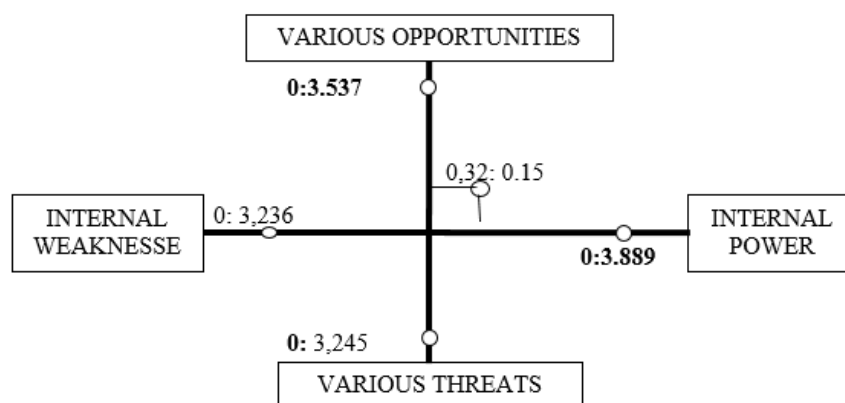 VARIOUS OPPORTUNITIES
0:3.537
0,32: 0.15
INTERNAL
WEAKNESSE
0: 3,236
INTERNAL
POWER
0:3.889
0: 3,245
VARIOUS THREATS